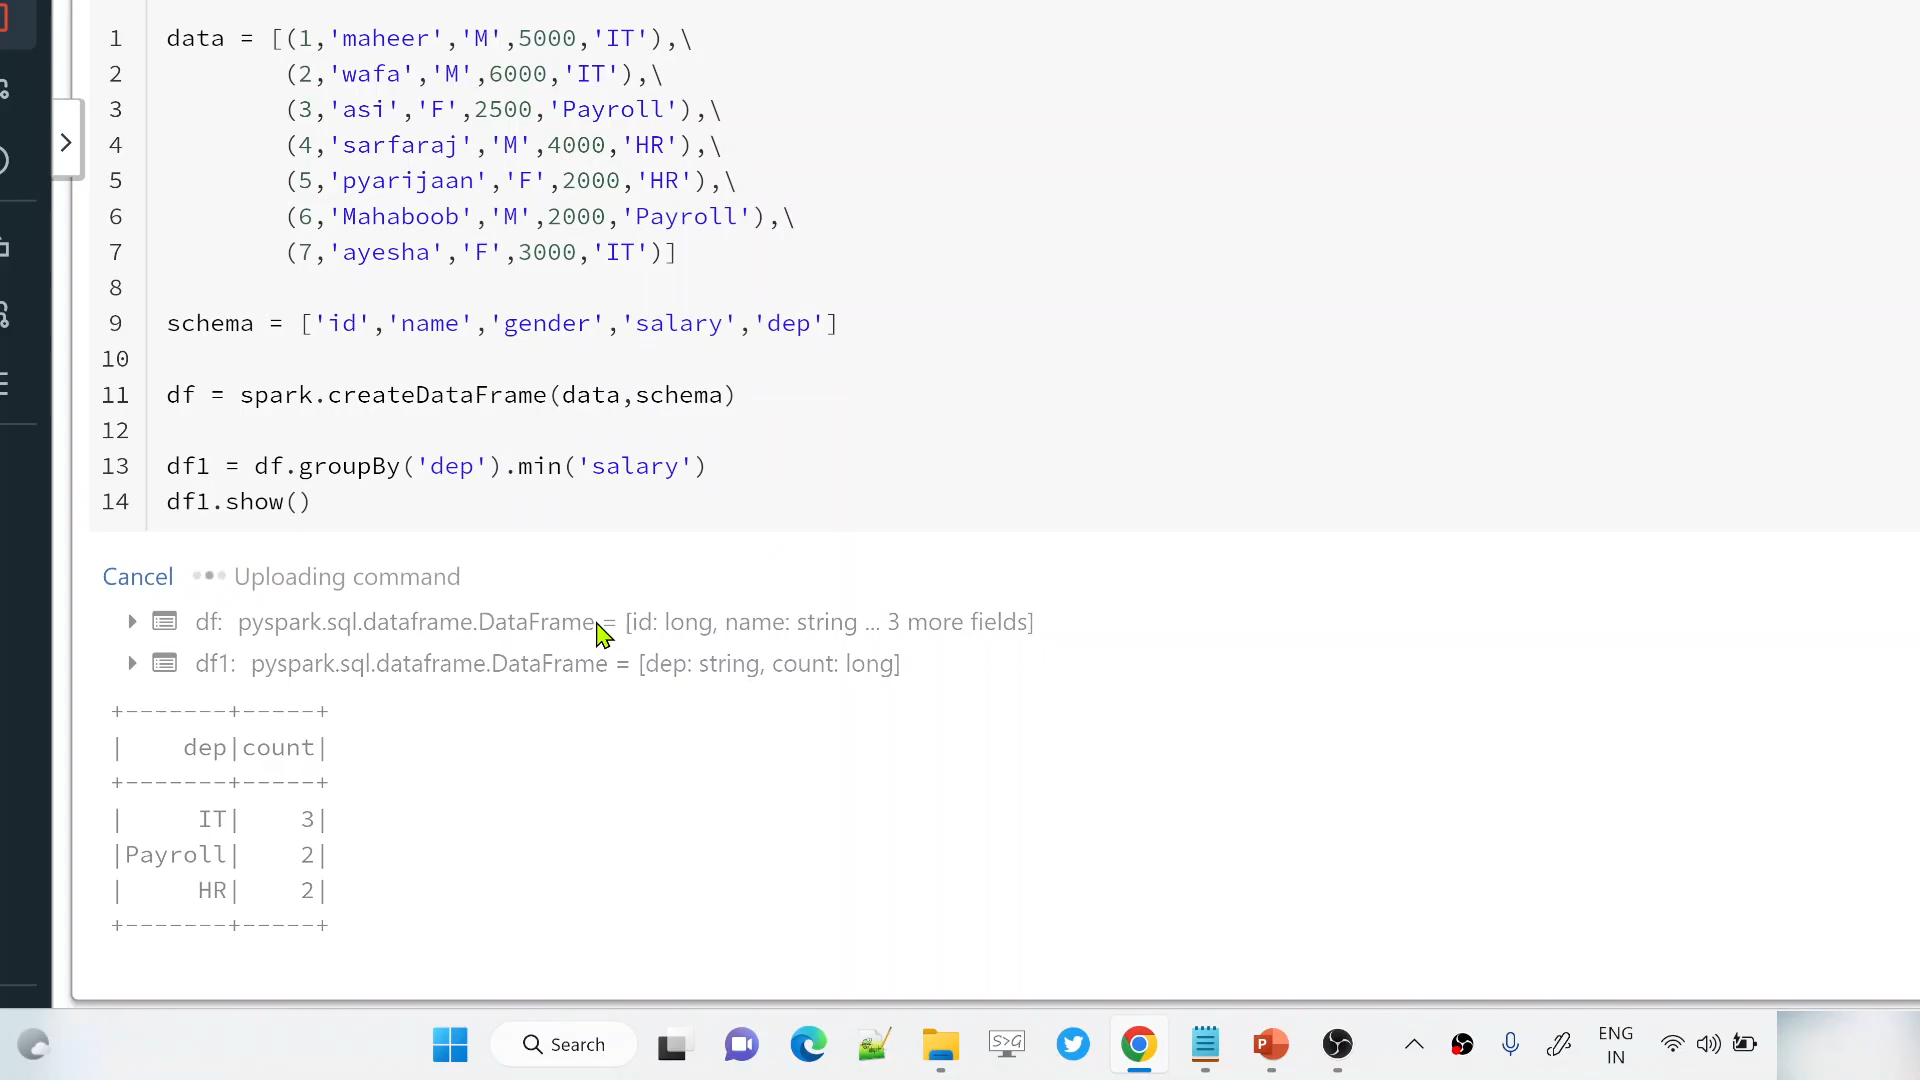 1 data = [(1,'maheer','M',5000,'IT'),\
2 (2,'wafa','M',6000,'IT'),\
3 (3,'asi','F',2500,'Payroll'),\
4 (4,'sarfaraj','M',4000,'HR'),\
5 (5,'pyarijaan','F',2000,'HR'),\
6 (6,'Mahaboob','M',2000,'Payroll'),\
7 (7,'ayesha','F',3000,'IT')]
8
9 schema = ['id','name','gender','salary','dep']
10
11 df = spark.createDataFrame(data,schema)
12
13 df1 = df.groupBy('dep').min('salary')
14 df1.show()
Cancel Uploading command
df: pyspark.sql.dataframe.DataFrame = [id: long, name: string ... 3 more fields]
df1: pyspark.sql.dataframe.DataFrame = [dep: string, count: long]
+-------+-----+
|    dep|count|
+-------+-----+
|     IT|    3|
|Payroll|    2|
|     HR|    2|
+-------+-----+
Search
S>G
P
ENG
IN